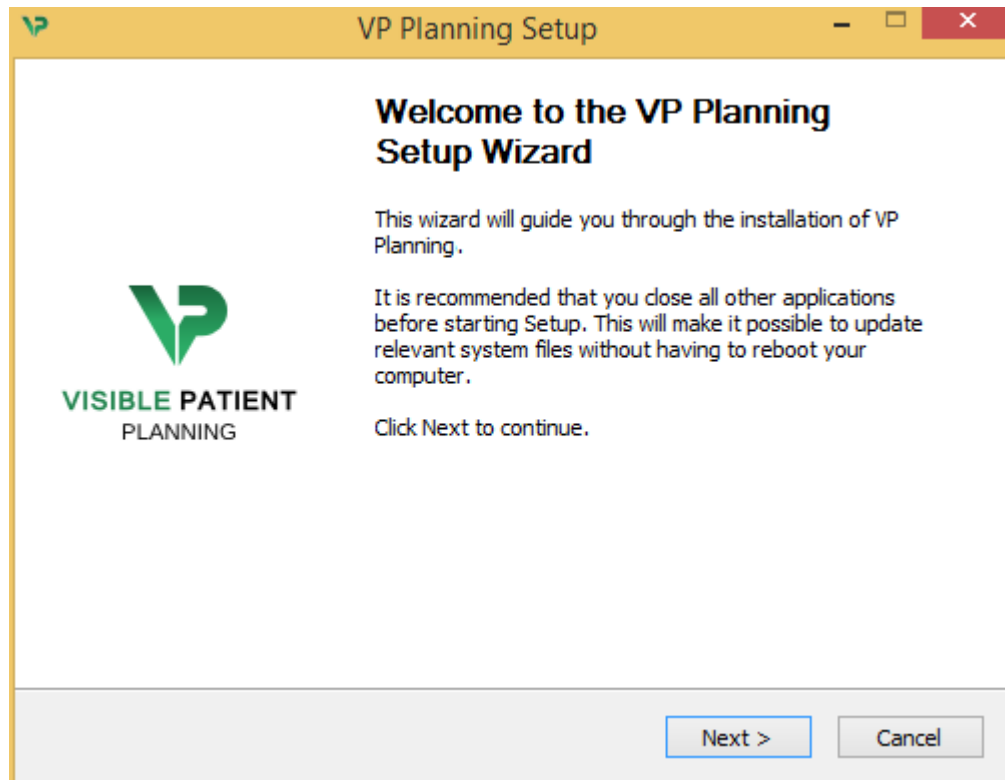 VP Planning Setup
Welcome to the VP Planning
Setup Wizard
This wizard will guide you through the installation of VP
Planning.
It is recommended that you close all other applications
before starting Setup. This will make it possible to update
relevant system files without having to reboot your
computer.
Click Next to continue.
VP
VISIBLE PATIENT
PLANNING
Next >
Cancel